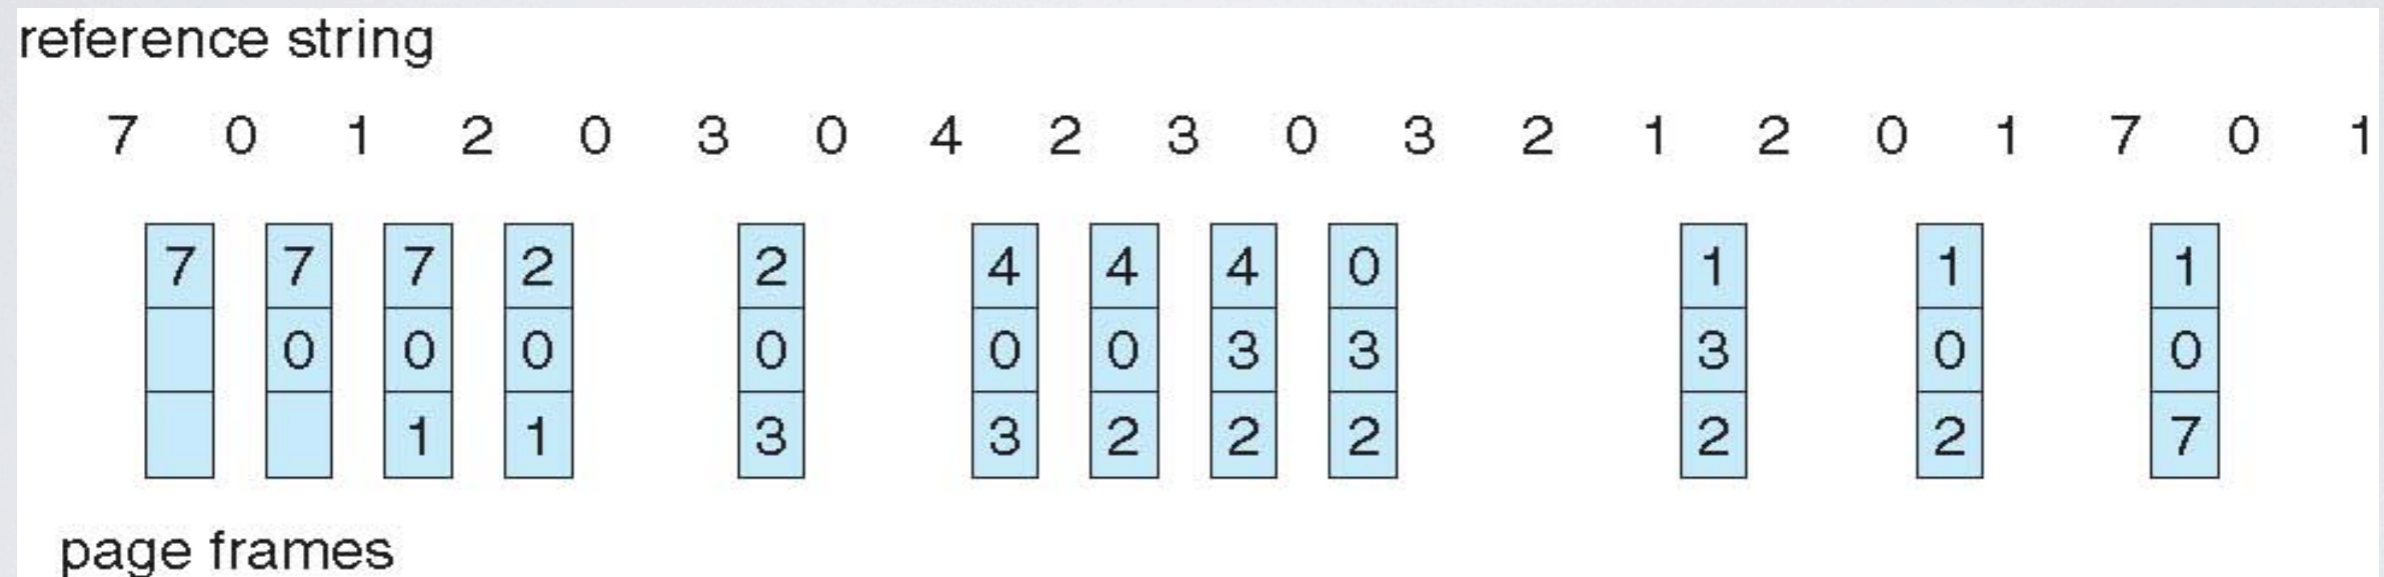 reference string
7 0 1 2 0 3 0 4 2 3 0 3 2 1 2 0 1 7 0 1
7 7 7 2 2 4 4 4 0 1 1 1
0 0 0 0 0 0 3 3 3 0 0
1 1 3 3 2 2 2 2 2 7
page frames